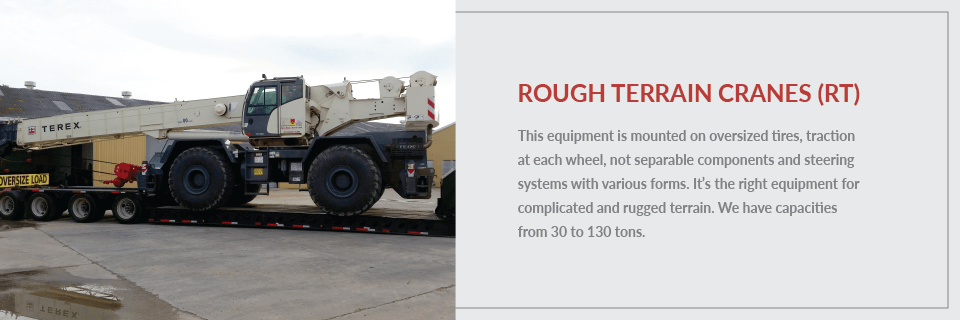 TEREX
OVERSIZE LOAD
ROUGH TERRAIN CRANES (RT)
This equipment is mounted on oversized tires, traction
at each wheel, not separable components and steering
systems with various forms. It's the right equipment for
complicated and rugged terrain. We have capacities
from 30 to 130 tons.